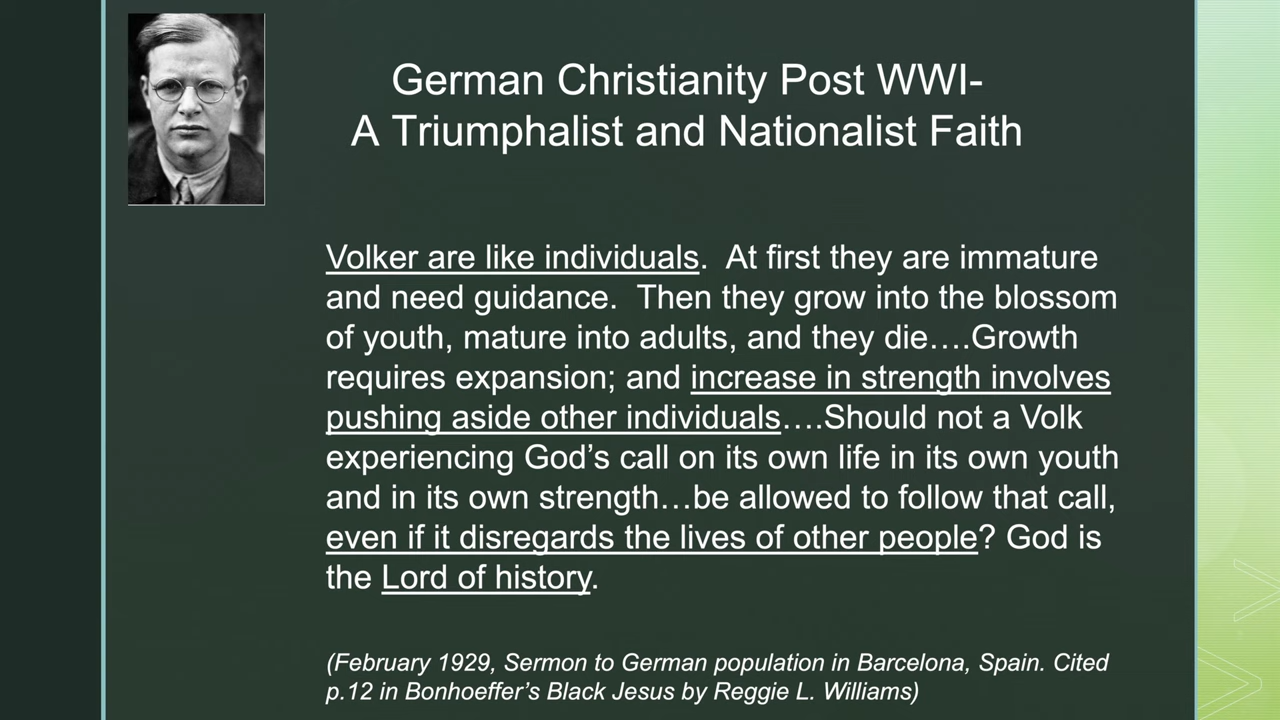 German Christianity Post WWI-
A Triumphalist and Nationalist Faith
Volker are like individuals.  At first they are immature
and need guidance.  Then they grow into the blossom
of youth, mature into adults, and they die….Growth
requires expansion; and increase in strength involves
pushing aside other individuals….Should not a Volk
experiencing God’s call on its own life in its own youth
and in its own strength…be allowed to follow that call,
even if it disregards the lives of other people? God is
the Lord of history.
(February 1929, Sermon to German population in Barcelona, Spain. Cited
p.12 in Bonhoeffer’s Black Jesus by Reggie L. Williams)